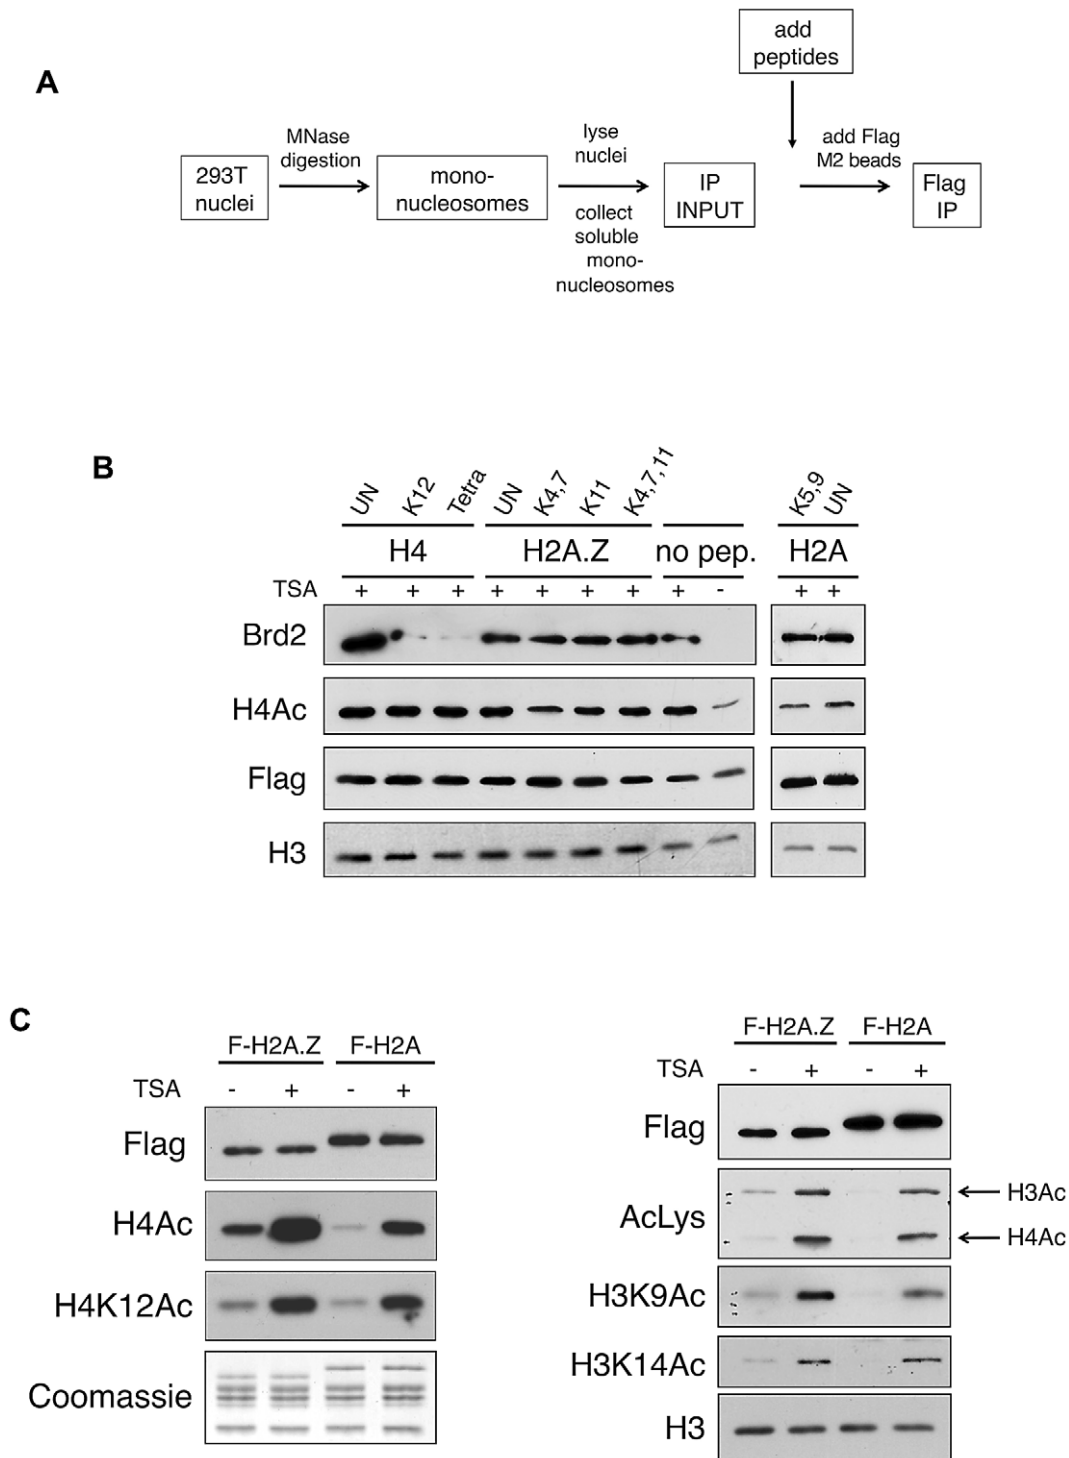 A
add
peptides
293T
nuclei
MNase
digestion
mono-
nucleosomes
lyse
nuclei
collect
soluble
mono-
nucleosomes
IP
INPUT
add Flag
M2 beads
Flag
IP
B
UN K12 Tetra UN K4,7 K11 K4,7,11 K5,9 UN
H4 H2A.Z no pep. H2A
TSA + + + + + + + + - + +
Brd2
H4Ac
Flag
H3
C
F-H2A.Z F-H2A
TSA - + - +
Flag
H4Ac
H4K12Ac
Coomassie
F-H2A.Z F-H2A
TSA - + - +
Flag
AcLys
H3Ac
H4Ac
H3K9Ac
H3K14Ac
H3